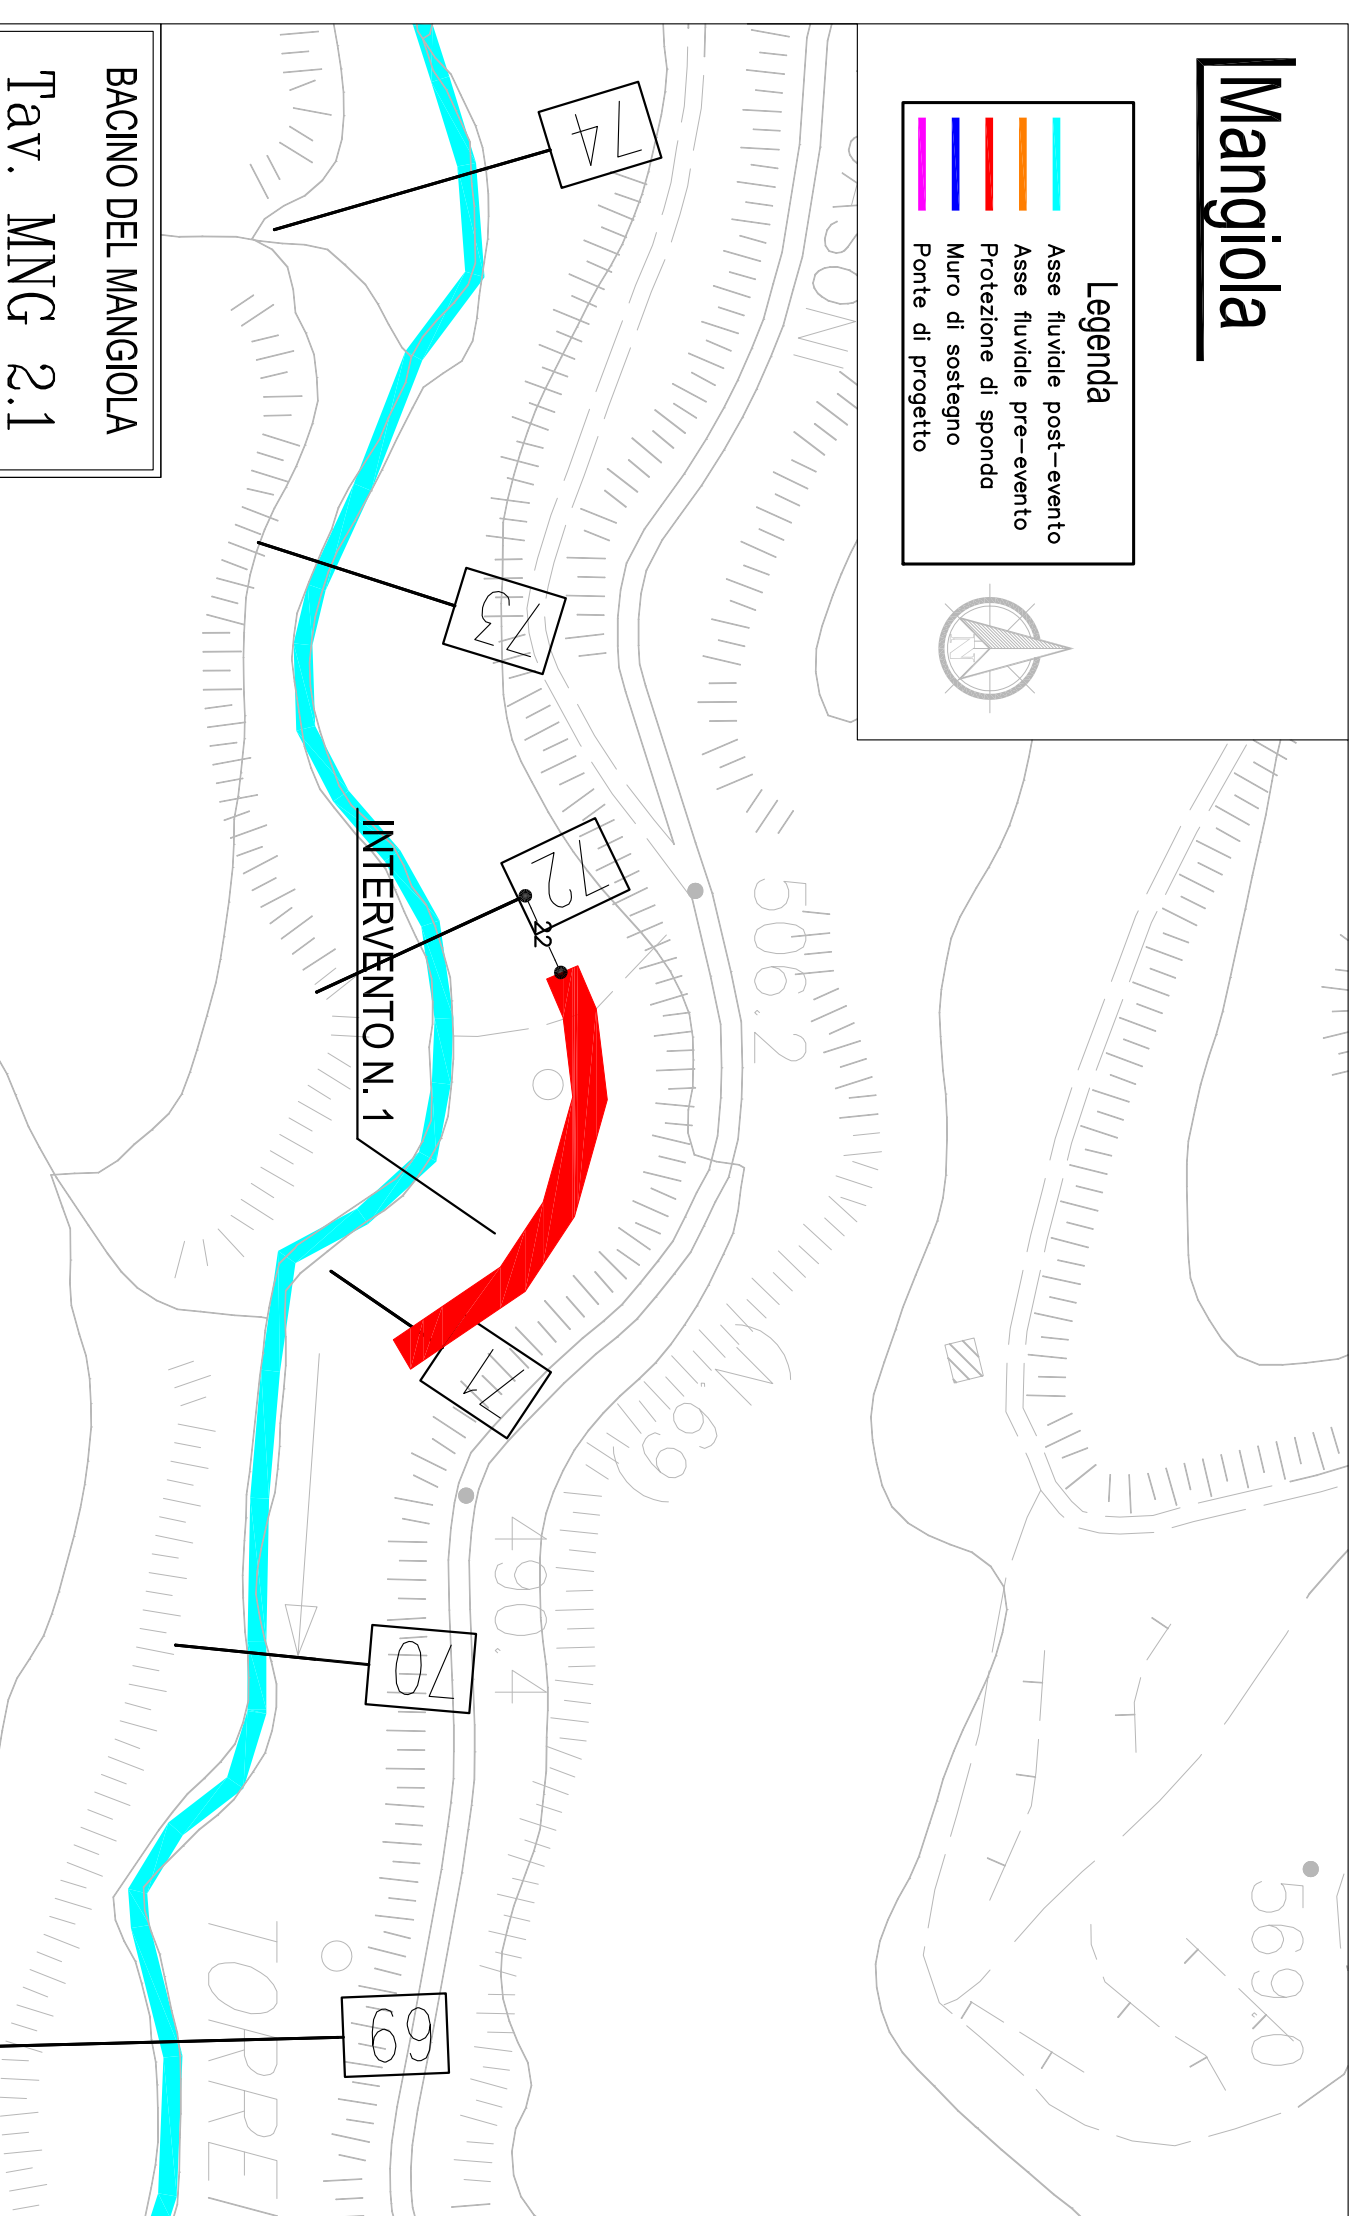 Mangiola
Legenda
Asse fluviale post-evento
Asse fluviale pre-evento
Protezione di sponda
Muro di sostegno
Ponte di progetto
N
74
73
72
22
INTERVENTO N. 1
71
70
69
506.2
490.4
569.0
(N.69)
BACINO DEL MANGIOLA
Tav. MNG 2.1